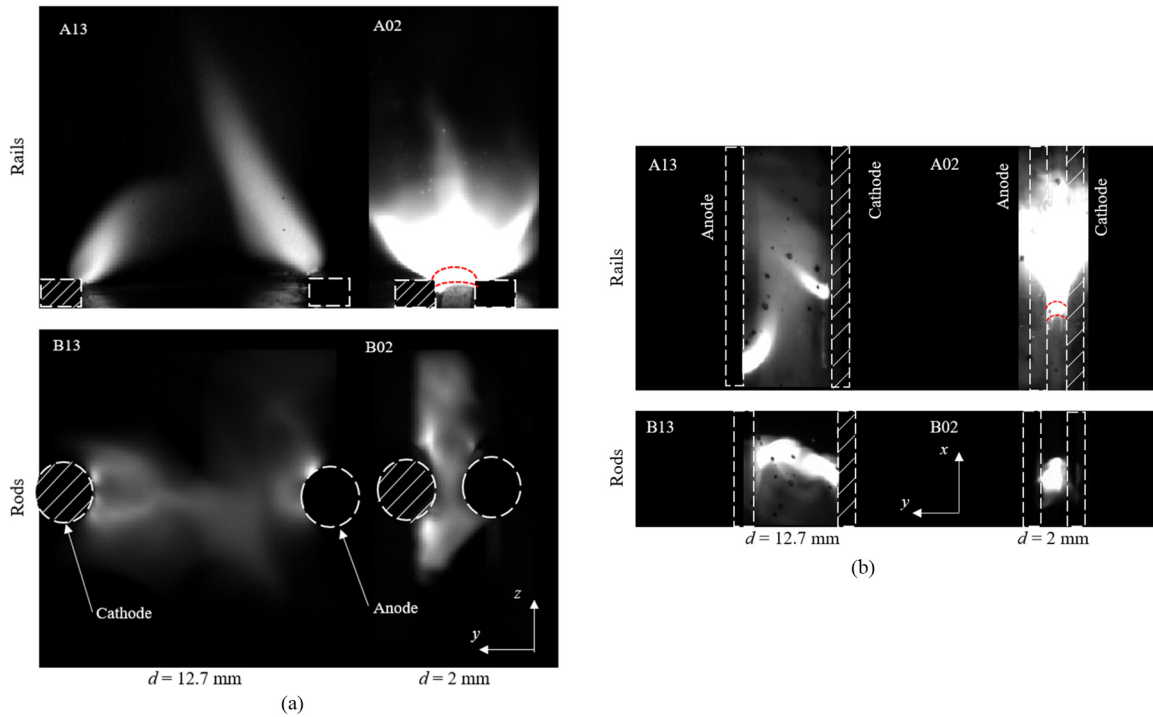 A13
A02
Rails
B13
B02
Rods
Cathode
Anode
z
y
d = 12.7 mm
d = 2 mm
(a)
A13
Anode
Cathode
A02
Anode
Cathode
Rails
B13
B02
x
y
Rods
d = 12.7 mm
d = 2 mm
(b)